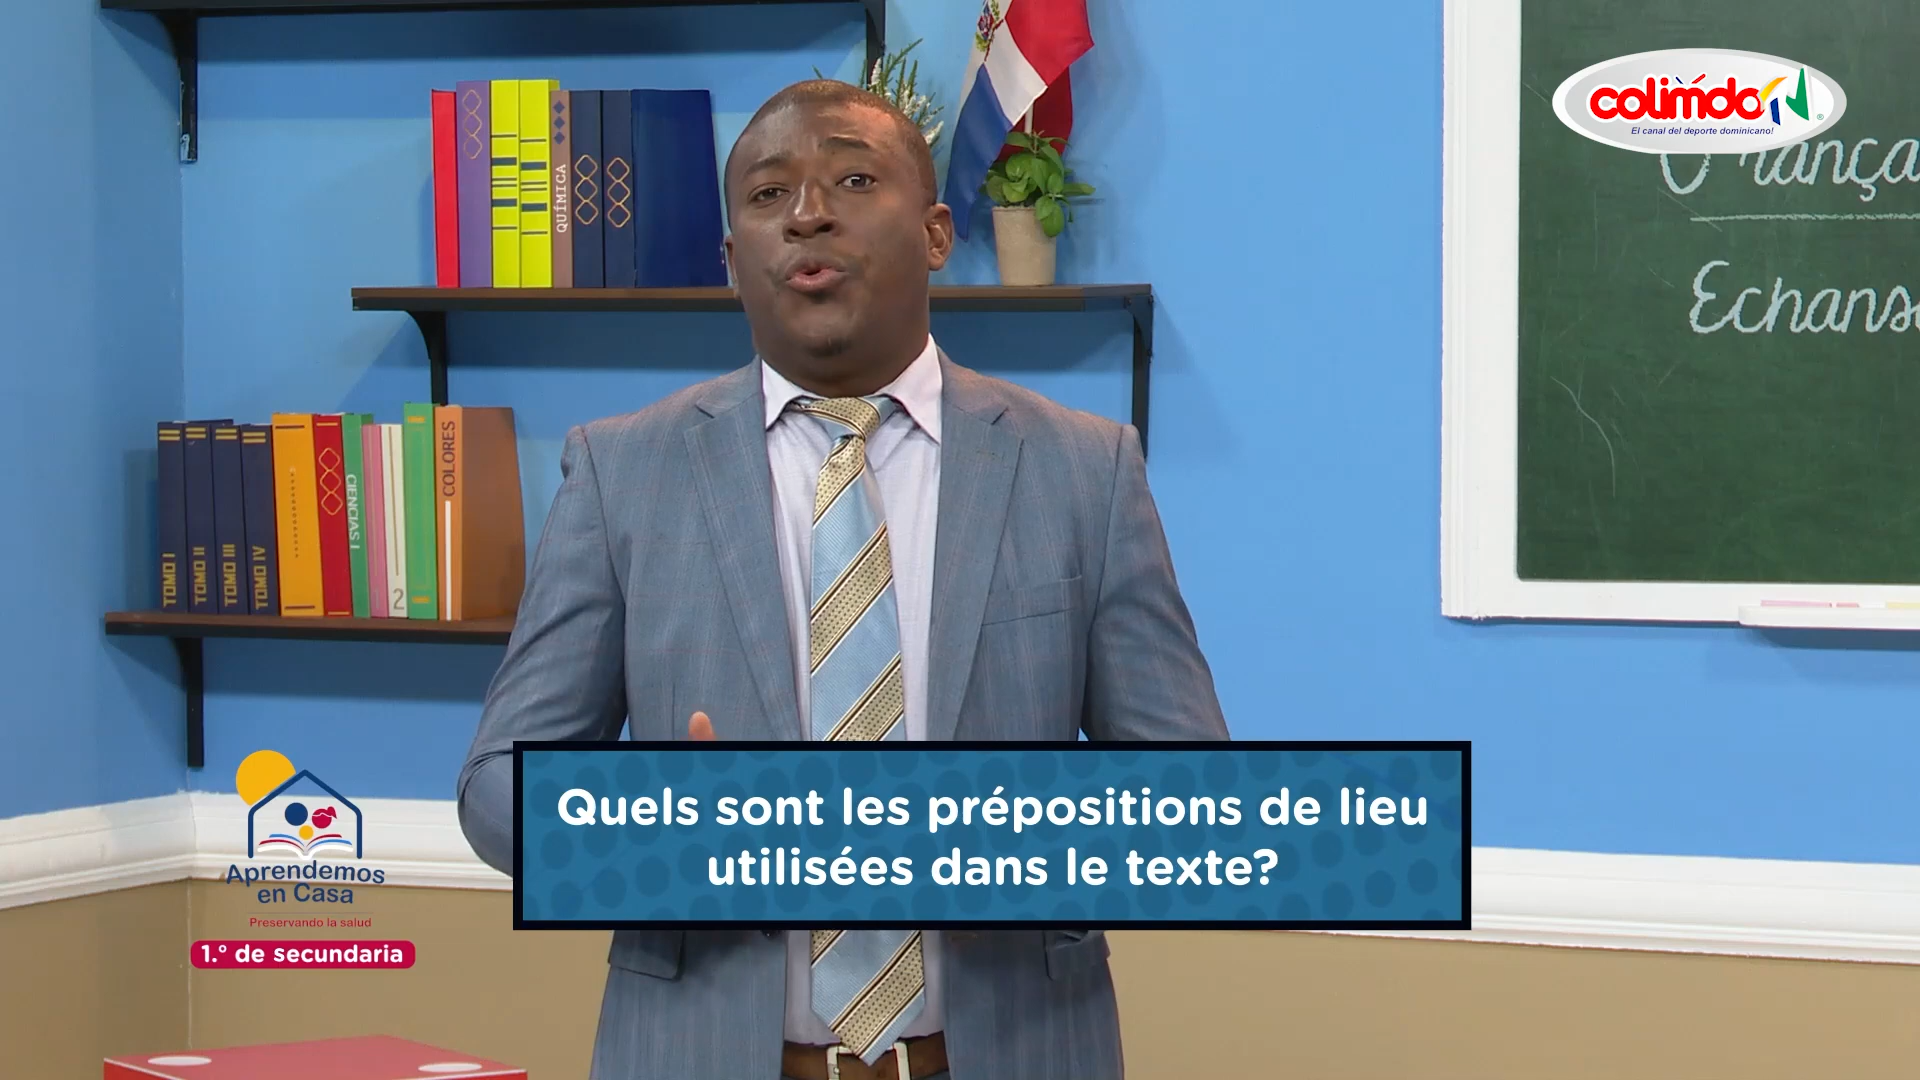 colimdo
El canal del deporte dominicano!
QUÍMICA
COLORES
CIENCIAS I
TOMO I
TOMO II
TOMO III
TOMO IV
2
Quels sont les prépositions de lieu
utilisées dans le texte?
Aprendemos
en Casa
Preservando la salud
1.° de secundaria